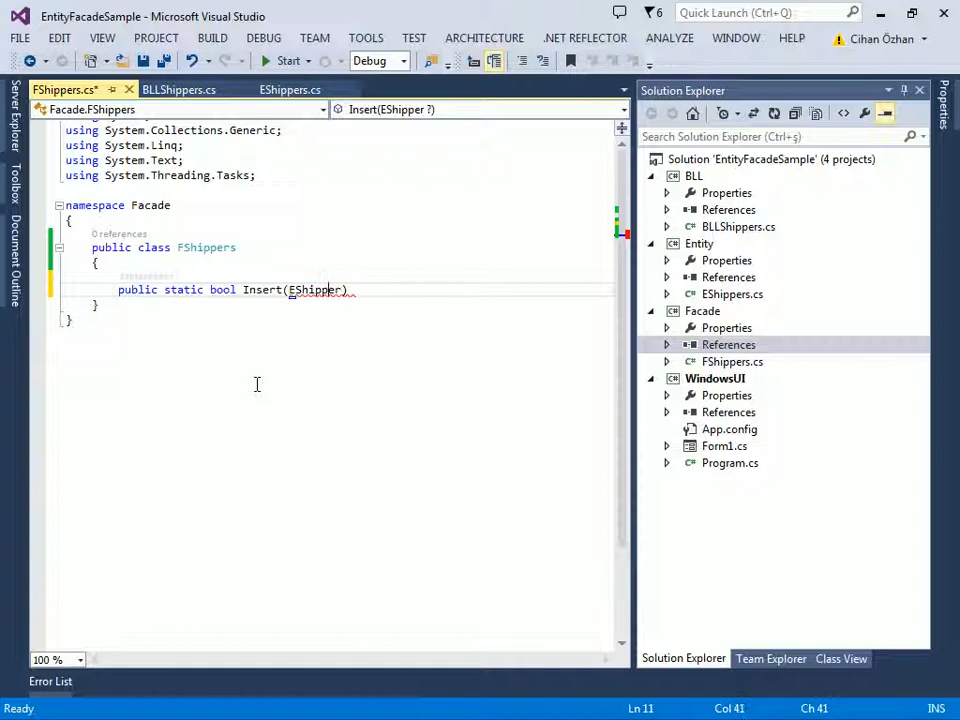 EntityFacadeSample - Microsoft Visual Studio
6
Quick Launch (Ctrl+Q)
FILE EDIT VIEW PROJECT BUILD DEBUG TEAM TOOLS TEST ARCHITECTURE .NET REFLECTOR ANALYZE WINDOW HELP Cihan Özhan
Start Debug
FShippers.cs* BLLShippers.cs EShippers.cs
Facade.FShippers Insert(EShipper ?)
using System.Collections.Generic;
using System.Linq;
using System.Text;
using System.Threading.Tasks;
namespace Facade
{
0 references
public class FShippers
{
public static bool Insert(EShipper)
}
}
100 %
Error List
Server Explorer
Toolbox
Document Outline
Solution Explorer
Search Solution Explorer (Ctrl+ş)
Solution 'EntityFacadeSample' (4 projects)
BLL
Properties
References
BLLShippers.cs
Entity
Properties
References
EShippers.cs
Facade
Properties
References
FShippers.cs
WindowsUI
Properties
References
App.config
Form1.cs
Program.cs
Solution Explorer Team Explorer Class View
Properties
Ready Ln 11 Col 41 Ch 41 INS